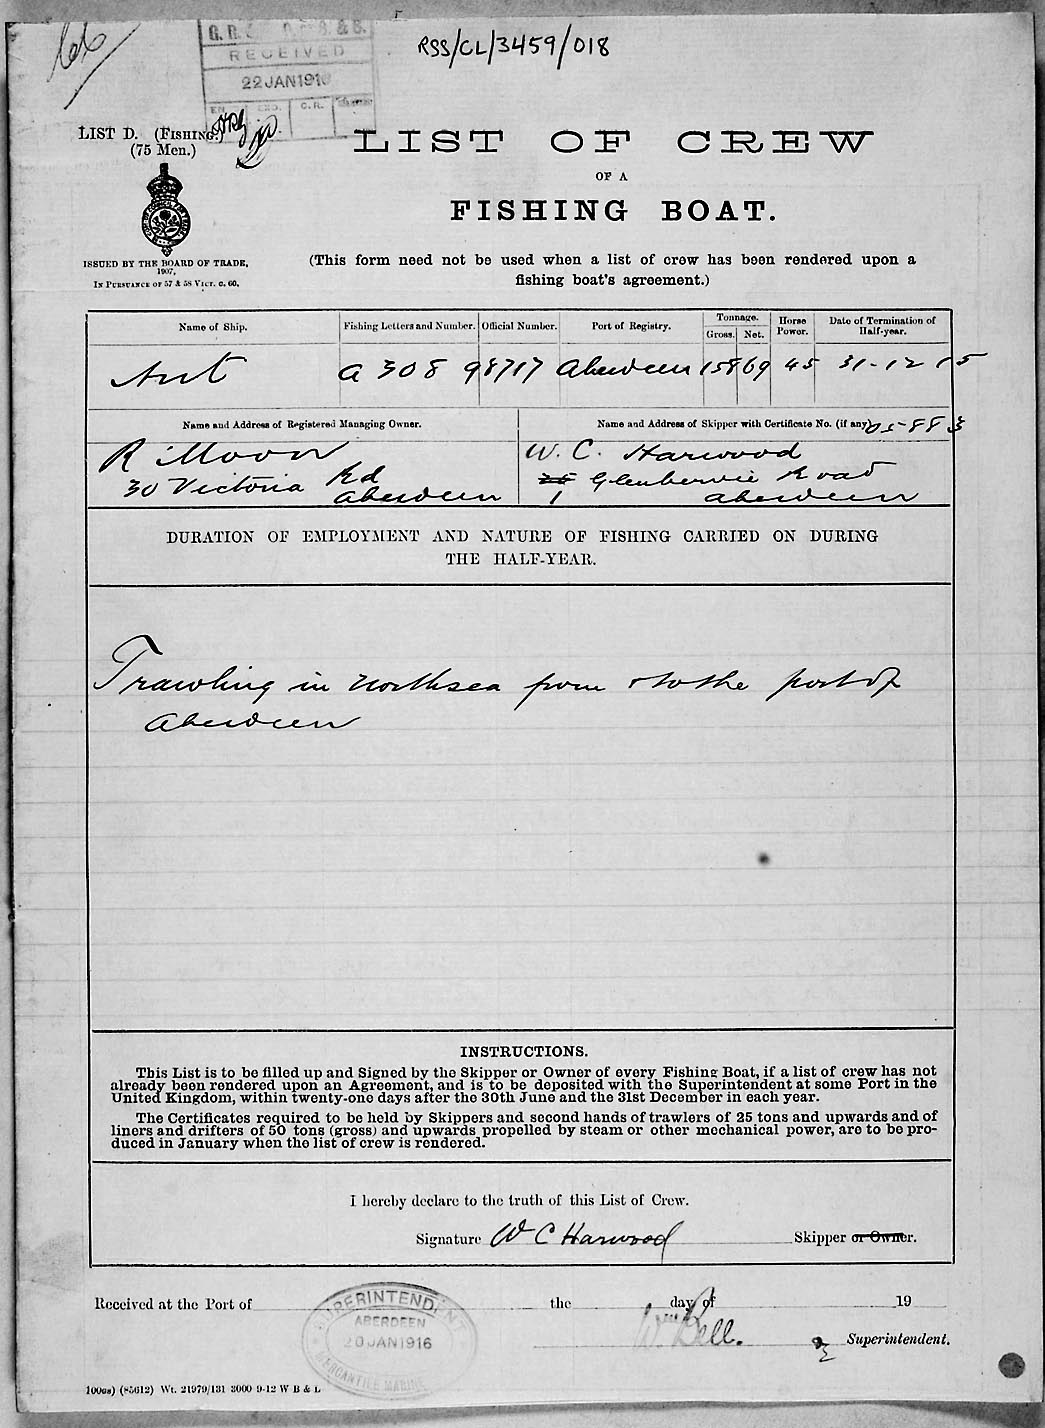 66
RSS/CL/3459/018
RECEIVED
22 JAN 1916
C.R.
LIST D. (FISHING.)
(75 Men.)
ISSUED BY THE BOARD OF TRADE,
1907,
IN PURSUANCE OF 57 & 58 VICT. C. 60.
LIST OF CREW
OF A
FISHING BOAT.
(This form need not be used when a list of crew has been rendered upon a
fishing boat's agreement.)
Name of Ship. Fishing Letters and Number. Official Number. Port of Registry. Tonnage. Gross. Net. Horse Power. Date of Termination of Half-year.
Ant A 308 98717 Aberdeen 158 69 45 31-12 15
Name and Address of Registered Managing Owner. Name and Address of Skipper with Certificate No. (if any)
R Moon W. C. Harwood
30 Victoria Rd 26 Glenbervie Road
Aberdeen 1 Aberdeen
DURATION OF EMPLOYMENT AND NATURE OF FISHING CARRIED ON DURING
THE HALF-YEAR.
Trawling in North sea from & to the port of
Aberdeen
INSTRUCTIONS.
This List is to be filled up and Signed by the Skipper or Owner of every Fishing Boat, if a list of crew has not
already been rendered upon an Agreement, and is to be deposited with the Superintendent at some Port in the
United Kingdom, within twenty-one days after the 30th June and the 31st December in each year.
The Certificates required to be held by Skippers and second hands of trawlers of 25 tons and upwards and of
liners and drifters of 50 tons (gross) and upwards propelled by steam or other mechanical power, are to be pro-
duced in January when the list of crew is rendered.
I hereby declare to the truth of this List of Crew.
Signature W C Harwood Skipper or Owner.
Received at the Port of the day of 19
SUPERINTENDENT
ABERDEEN
20 JAN 1916
MERCANTILE MARINE
Wm Bell. Superintendent.
100as) (85612) Wt. 21979/131 3000 9-12 W B & L